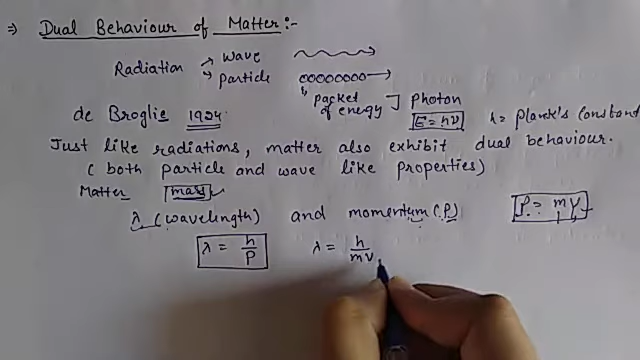 ⇒ Dual Behaviour of Matter:-
Radiation → wave
→ Particle
packet of energy ] photon
E = hν h = Plank's Constant
de Broglie 1924.
Just like radiations, matter also exhibit dual behaviour.
( both particle and wave like properties)
Matter mass
λ (wavelength) and momentum (P) P = mv
λ = h/P λ = h/mv